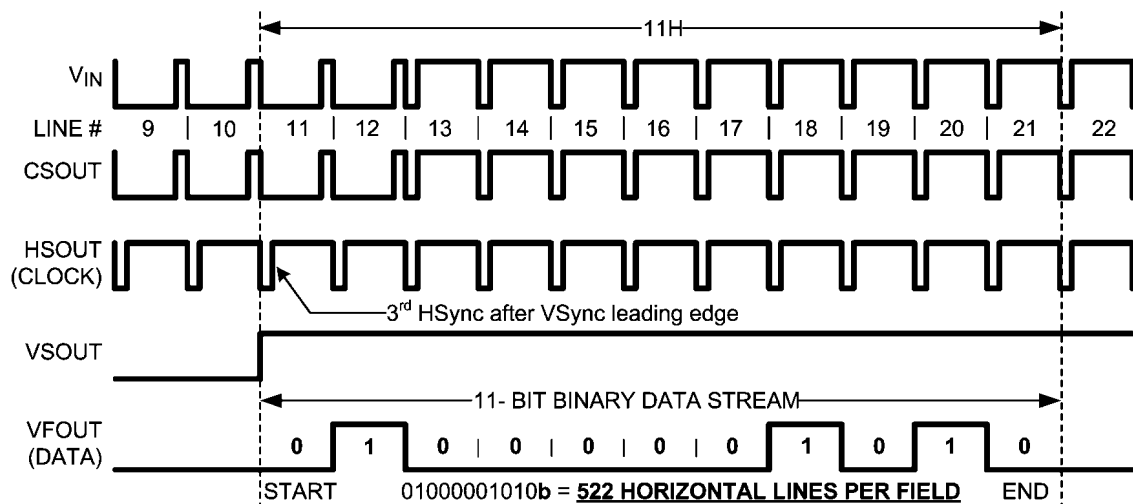 11H
VIN
LINE # 9 | 10 11 | 12 | 13 | 14 | 15 | 16 | 17 | 18 | 19 | 20 | 21 22
CSOUT
HSOUT
(CLOCK)
3rd HSync after VSync leading edge
VSOUT
11- BIT BINARY DATA STREAM
VFOUT
(DATA)
0 1 0 | 0 | 0 | 0 | 0 1 0 1 0
START 01000001010b = 522 HORIZONTAL LINES PER FIELD END